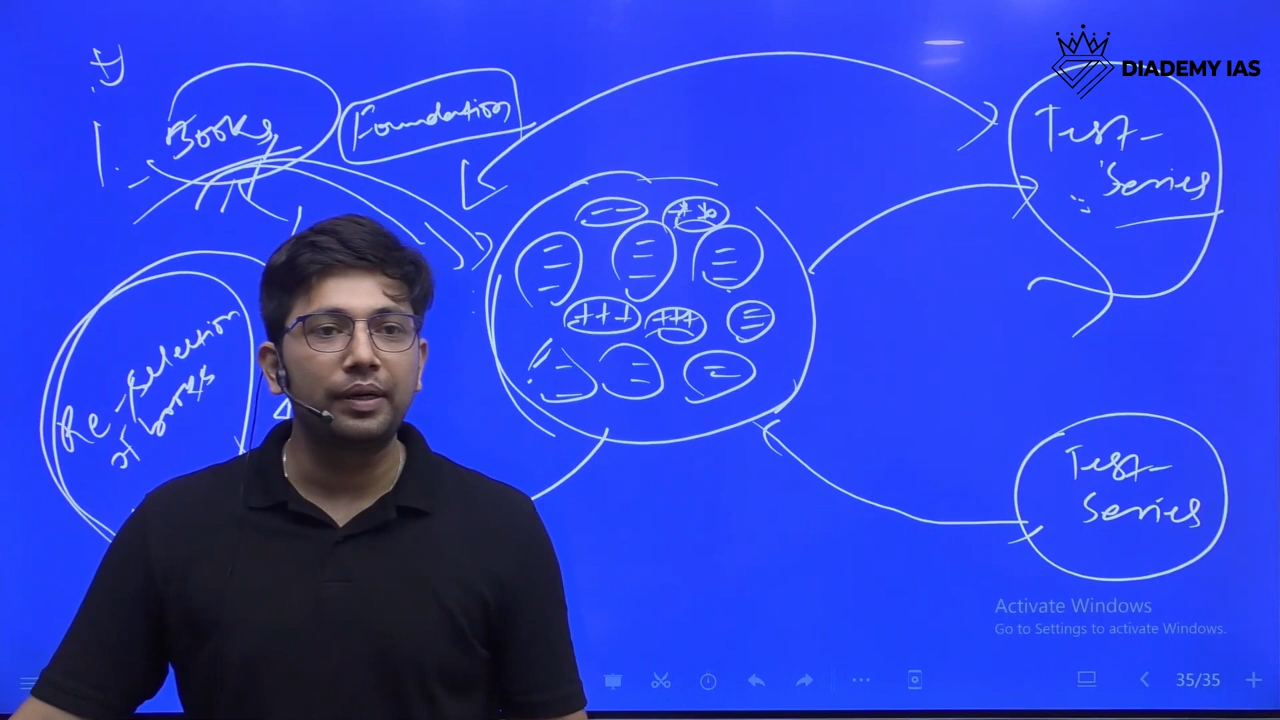 DIADEMY IAS
1.
Books
Foundation
Test-
Series
Re-selection
of books
Test-
Series
Activate Windows
Go to Settings to activate Windows.
35/35